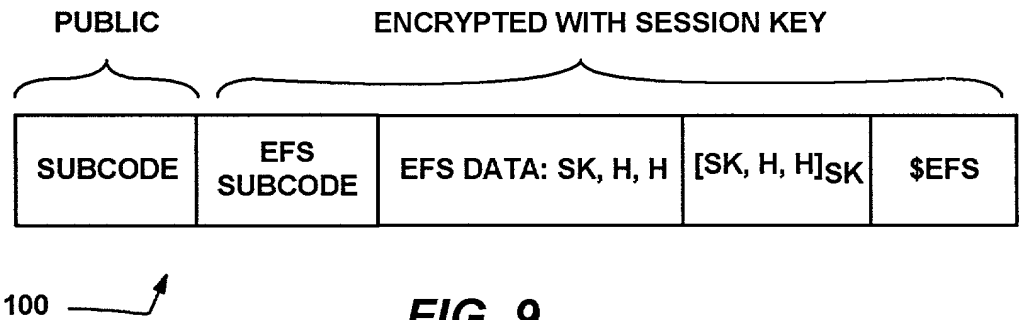 PUBLIC
ENCRYPTED WITH SESSION KEY
SUBCODE
EFS
SUBCODE
EFS DATA: SK, H, H
[SK, H, H]SK
$EFS
100
FIG. 9